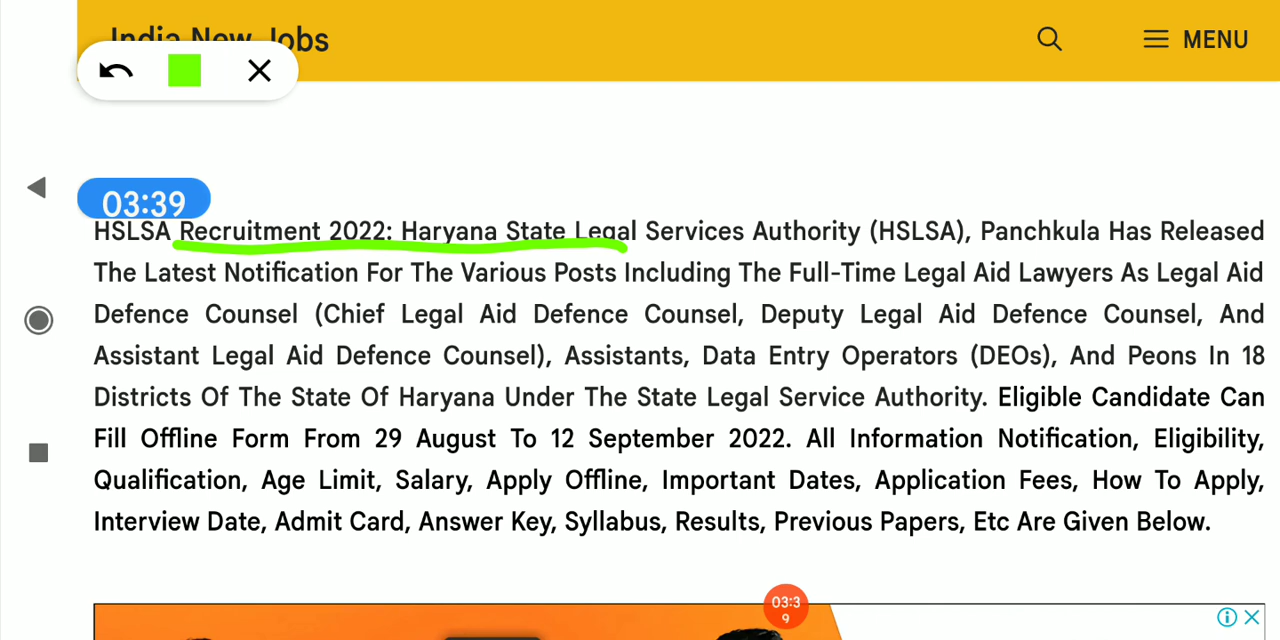 India New Jobs
MENU
03:39
HSLSA Recruitment 2022: Haryana State Legal Services Authority (HSLSA), Panchkula Has Released
The Latest Notification For The Various Posts Including The Full-Time Legal Aid Lawyers As Legal Aid
Defence Counsel (Chief Legal Aid Defence Counsel, Deputy Legal Aid Defence Counsel, And
Assistant Legal Aid Defence Counsel), Assistants, Data Entry Operators (DEOs), And Peons In 18
Districts Of The State Of Haryana Under The State Legal Service Authority. Eligible Candidate Can
Fill Offline Form From 29 August To 12 September 2022. All Information Notification, Eligibility,
Qualification, Age Limit, Salary, Apply Offline, Important Dates, Application Fees, How To Apply,
Interview Date, Admit Card, Answer Key, Syllabus, Results, Previous Papers, Etc Are Given Below.
03:3
9